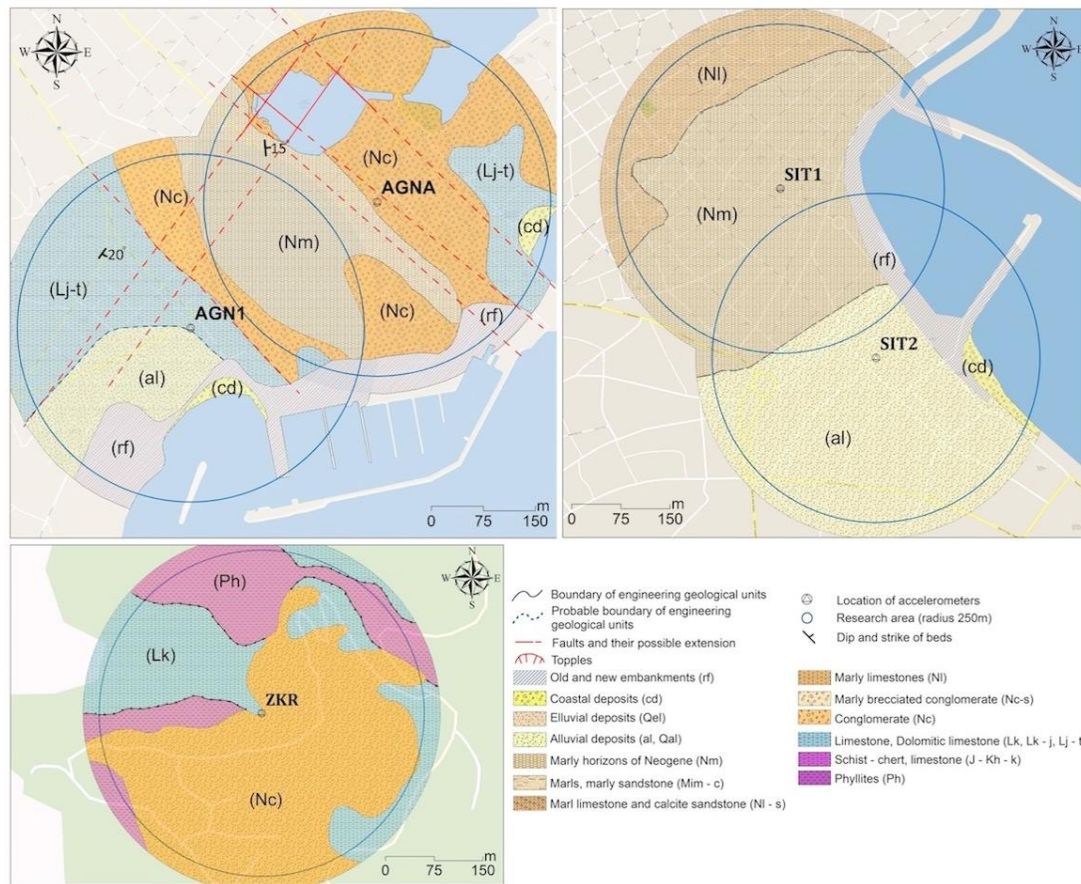 N
W E
S
(Nc)
15
(Nc)
AGNA
(Lj-t)
(cd)
(Nm)
20
(Lj-t)
AGN1
(Nc)
(rf)
(al)
(cd)
(rf)
m
0 75 150
N
W E
S
(Nl)
SIT1
(Nm)
(rf)
SIT2
(cd)
(al)
m
0 75 150
N
W E
S
(Ph)
(Lk)
ZKR
(Nc)
m
0 75 150
Boundary of engineering geological units
Probable boundary of engineering
geological units
Faults and their possible extension
Topples
Old and new embankments (rf)
Coastal deposits (cd)
Elluvial deposits (Qel)
Alluvial deposits (al, Qal)
Marly horizons of Neogene (Nm)
Marls, marly sandstone (Mim - c)
Marl limestone and calcite sandstone (Nl - s)
Location of accelerometers
Research area (radius 250m)
Dip and strike of beds
Marly limestones (Nl)
Marly brecciated conglomerate (Nc-s)
Conglomerate (Nc)
Limestone, Dolomitic limestone (Lk, Lk - j, Lj - t
Schist - chert, limestone (J - Kh - k)
Phyllites (Ph)